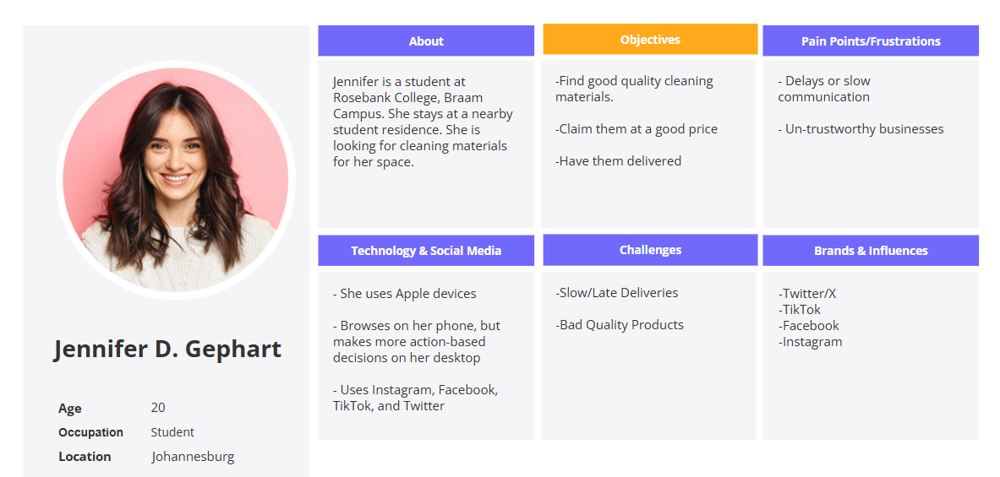 Jennifer D. Gephart
Age 20
Occupation Student
Location Johannesburg
About
Jennifer is a student at
Rosebank College, Braam
Campus. She stays at a nearby
student residence. She is
looking for cleaning materials
for her space.
Objectives
-Find good quality cleaning
materials.
-Claim them at a good price
-Have them delivered
Pain Points/Frustrations
- Delays or slow
communication
- Un-trustworthy businesses
Technology & Social Media
- She uses Apple devices
- Browses on her phone, but
makes more action-based
decisions on her desktop
- Uses Instagram, Facebook,
TikTok, and Twitter
Challenges
-Slow/Late Deliveries
-Bad Quality Products
Brands & Influences
-Twitter/X
-TikTok
-Facebook
-Instagram